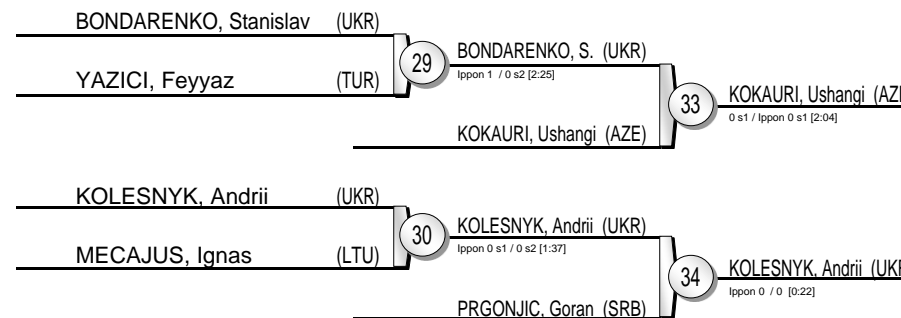 BONDARENKO, Stanislav (UKR)
29
BONDARENKO, S. (UKR)
Ippon 1 / 0 s2 [2:25]
YAZICI, Feyyaz (TUR)
33
KOKAURI, Ushangi (AZE
0 s1 / Ippon 0 s1 [2:04]
KOKAURI, Ushangi (AZE)
KOLESNYK, Andrii (UKR)
30
KOLESNYK, Andrii (UKR)
Ippon 0 s1 / 0 s2 [1:37]
MECAJUS, Ignas (LTU)
34
KOLESNYK, Andrii (UKR
Ippon 0 / 0 [0:22]
PRGONJIC, Goran (SRB)